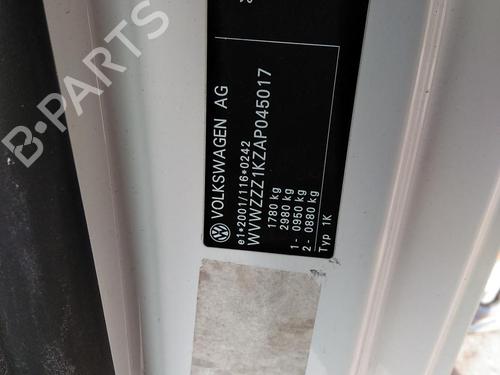 VOLKSWAGEN AG
e1*2001/116*0242
WVWZZZ1KZAP045017
1780 kg
2980 kg
1- 0950 kg
2- 0880 kg
Typ 1K
B-PARTS